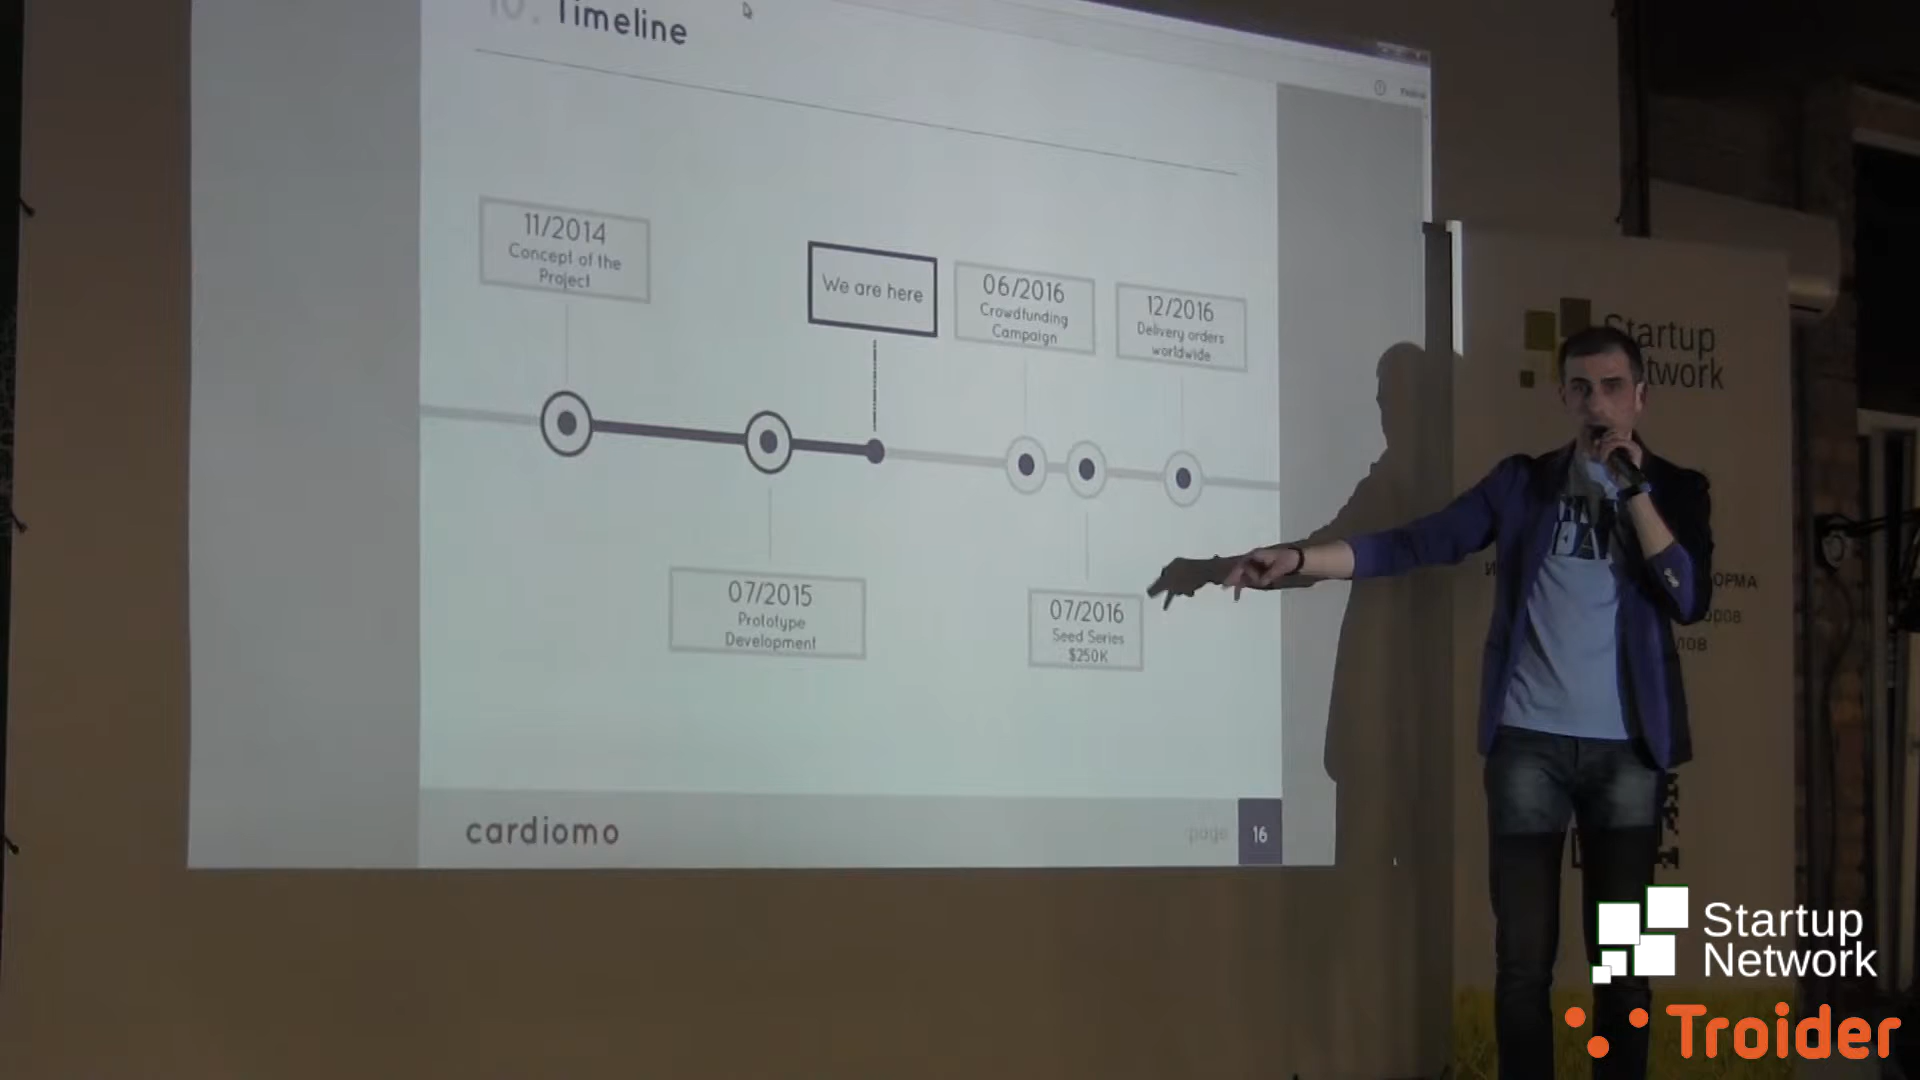 10. Timeline
11/2014
Concept of the
Project
We are here
06/2016
Crowdfunding
Campaign
12/2016
Delivery orders
worldwide
07/2015
Prototype
Development
07/2016
Seed Series
$250K
cardiomo
page 16
Startup
Network
Startup
Network
Troider